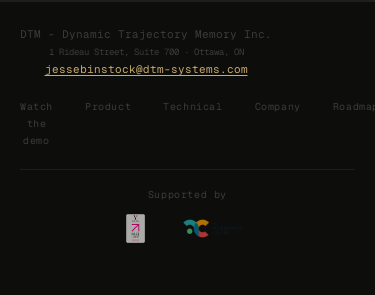 DTM - Dynamic Trajectory Memory Inc.
1 Rideau Street, Suite 700 · Ottawa, ON
jessebinstock@dtm-systems.com
Watch the demo
Product
Technical
Company
Roadmap
Supported by